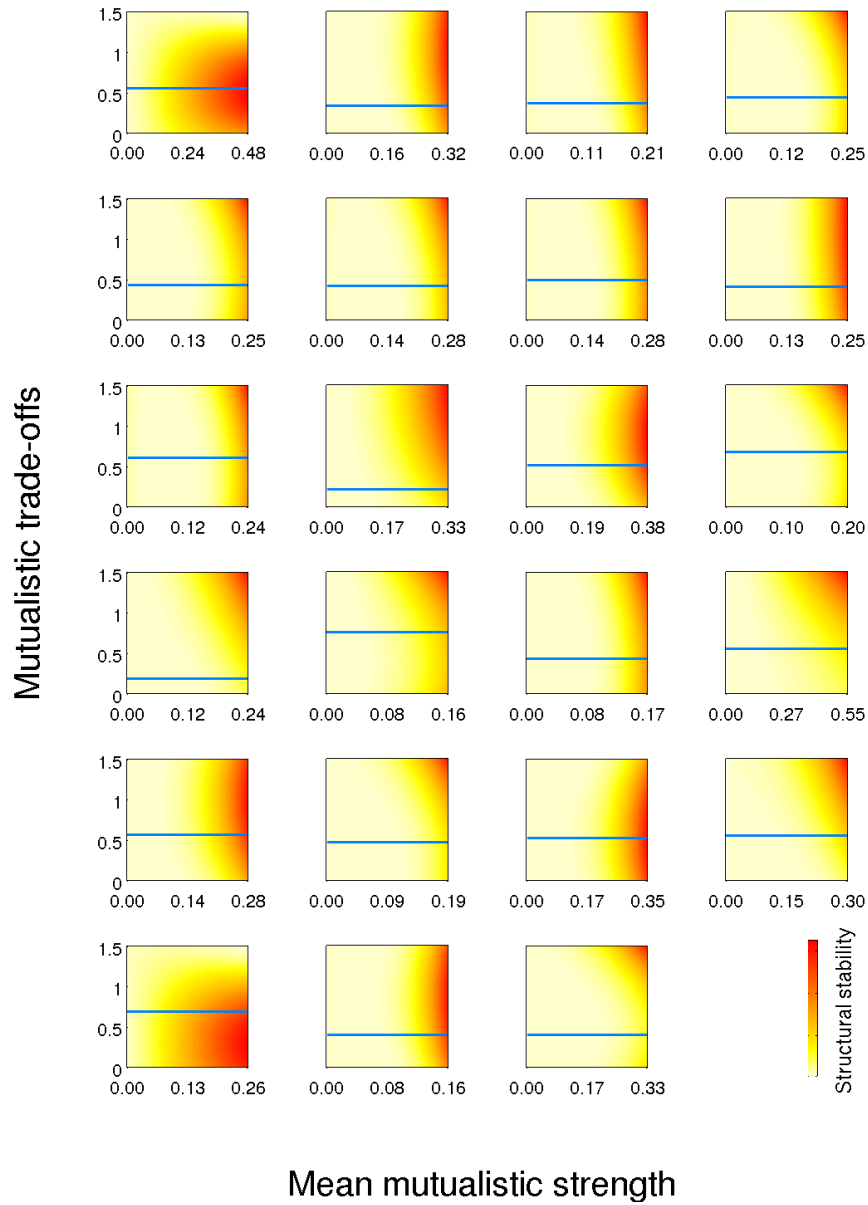 1.5
1
0.5
0
0.00 0.24 0.48
0.00 0.16 0.32
0.00 0.11 0.21
0.00 0.12 0.25
1.5
1
0.5
0
0.00 0.13 0.25
0.00 0.14 0.28
0.00 0.14 0.28
0.00 0.13 0.25
Mutualistic trade-offs
1.5
1
0.5
0
0.00 0.12 0.24
0.00 0.17 0.33
0.00 0.19 0.38
0.00 0.10 0.20
1.5
1
0.5
0
0.00 0.12 0.24
0.00 0.08 0.16
0.00 0.08 0.17
0.00 0.27 0.55
1.5
1
0.5
0
0.00 0.14 0.28
0.00 0.09 0.19
0.00 0.17 0.35
0.00 0.15 0.30
1.5
1
0.5
0
0.00 0.13 0.26
0.00 0.08 0.16
0.00 0.17 0.33
Structural stability
Mean mutualistic strength